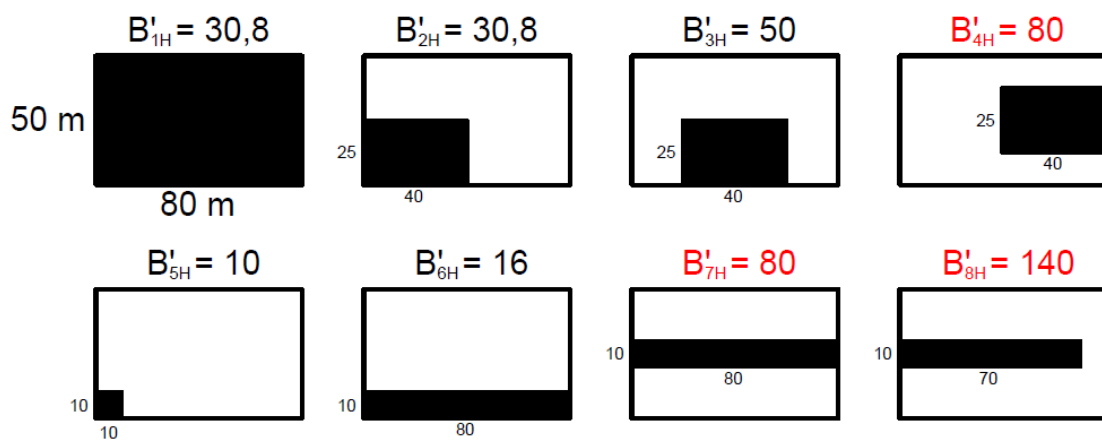 B'1H = 30,8
B'2H = 30,8
B'3H = 50
B'4H = 80
50 m
25
25
25
40
40
40
80 m
B'5H = 10
B'6H = 16
B'7H = 80
B'8H = 140
10
10
80
70
10
10
10
80